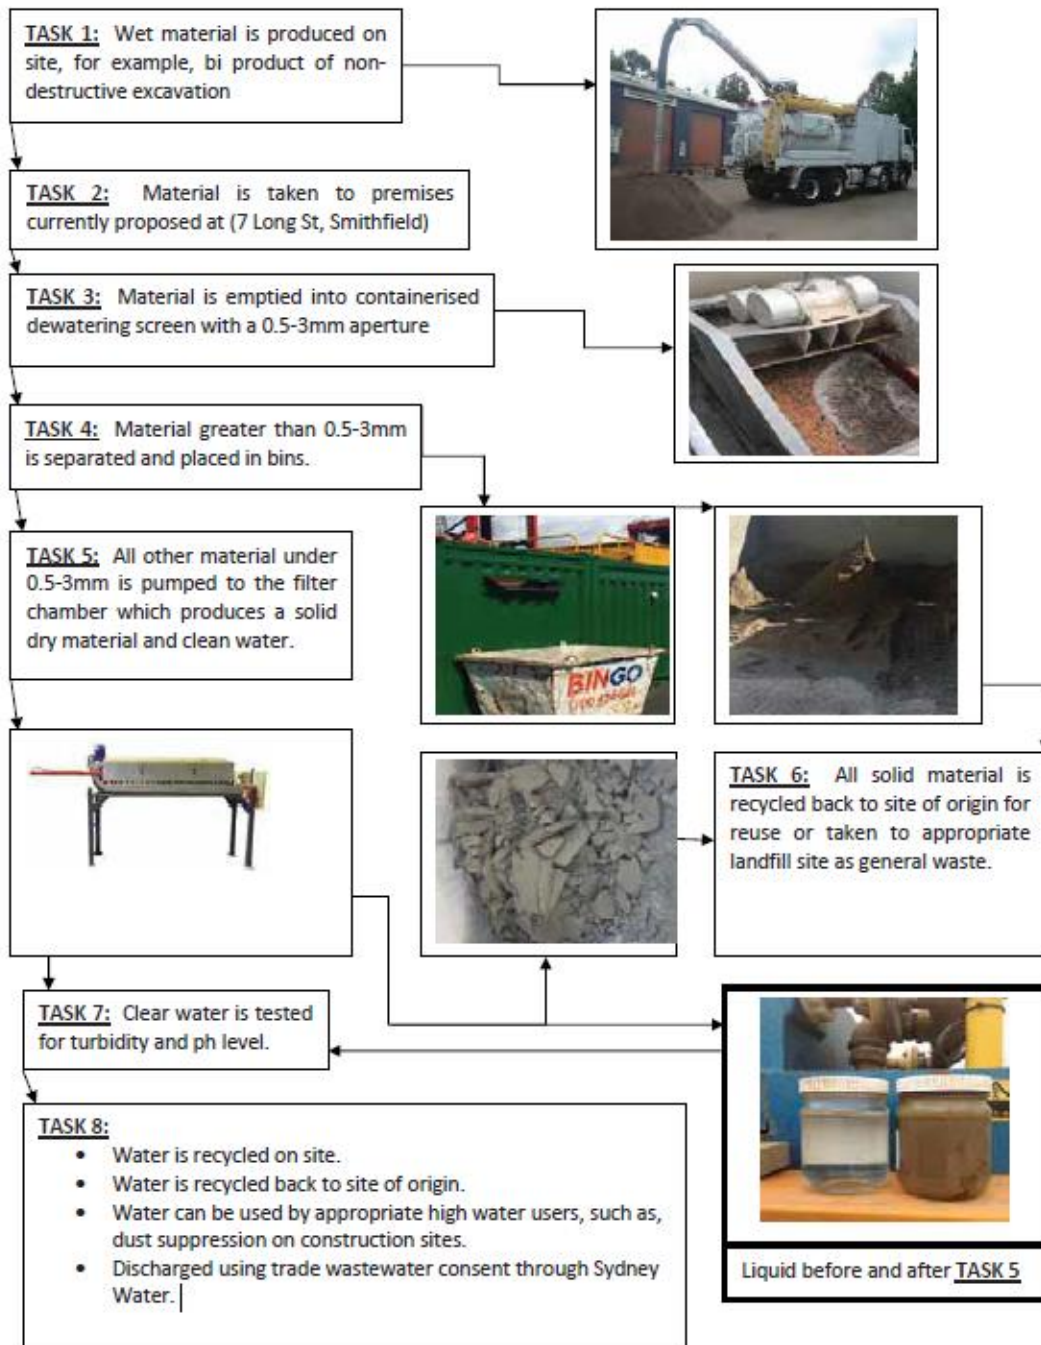 TASK 1: Wet material is produced on
site, for example, bi product of non-
destructive excavation
TASK 2: Material is taken to premises
currently proposed at (7 Long St, Smithfield)
TASK 3: Material is emptied into containerised
dewatering screen with a 0.5-3mm aperture
TASK 4: Material greater than 0.5-3mm
is separated and placed in bins.
TASK 5: All other material under
0.5-3mm is pumped to the filter
chamber which produces a solid
dry material and clean water.
BINGO
TASK 6: All solid material is
recycled back to site of origin for
reuse or taken to appropriate
landfill site as general waste.
TASK 7: Clear water is tested
for turbidity and ph level.
TASK 8:
• Water is recycled on site.
• Water is recycled back to site of origin.
• Water can be used by appropriate high water users, such as,
dust suppression on construction sites.
• Discharged using trade wastewater consent through Sydney
Water.
Liquid before and after TASK 5